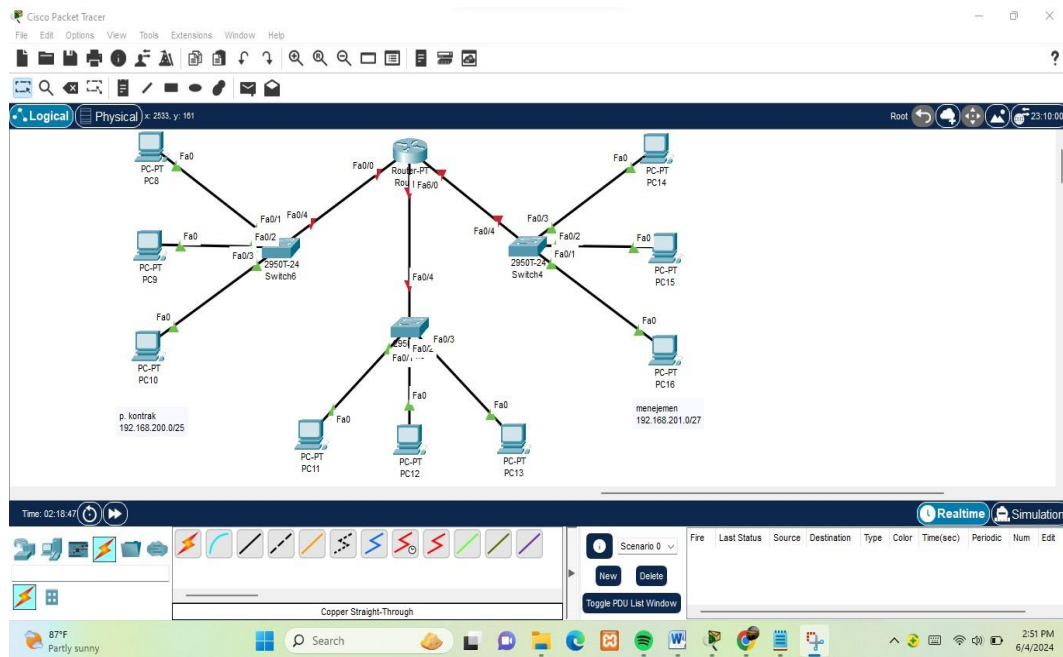 Cisco Packet Tracer
File Edit Options View Tools Extensions Window Help
?
Logical Physical x: 2533, y: 161 Root 23:10:00
PC-PT
PC8
Fa0
PC-PT
PC9
Fa0
PC-PT
PC10
Fa0
Fa0/1 Fa0/4
Fa0/2
Fa0/3
2950T-24
Switch6
p. kontrak
192.168.200.0/25
Fa0/0
Router-PT
Fa6/0
Fa0/4
Fa0/2
Fa0/3
Fa0
PC-PT
PC11
Fa0
PC-PT
PC12
Fa0
PC-PT
PC13
Fa0/4
Fa0/3
Fa0/2
Fa0/1
2950T-24
Switch4
Fa0
PC-PT
PC14
Fa0
PC-PT
PC15
Fa0
PC-PT
PC16
menejemen
192.168.201.0/27
Time: 02:18:47 Realtime Simulation
Copper Straight-Through
Scenario 0
New Delete
Toggle PDU List Window
Fire Last Status Source Destination Type Color Time(sec) Periodic Num Edit
87°F
Partly sunny
Search
2:51 PM
6/4/2024